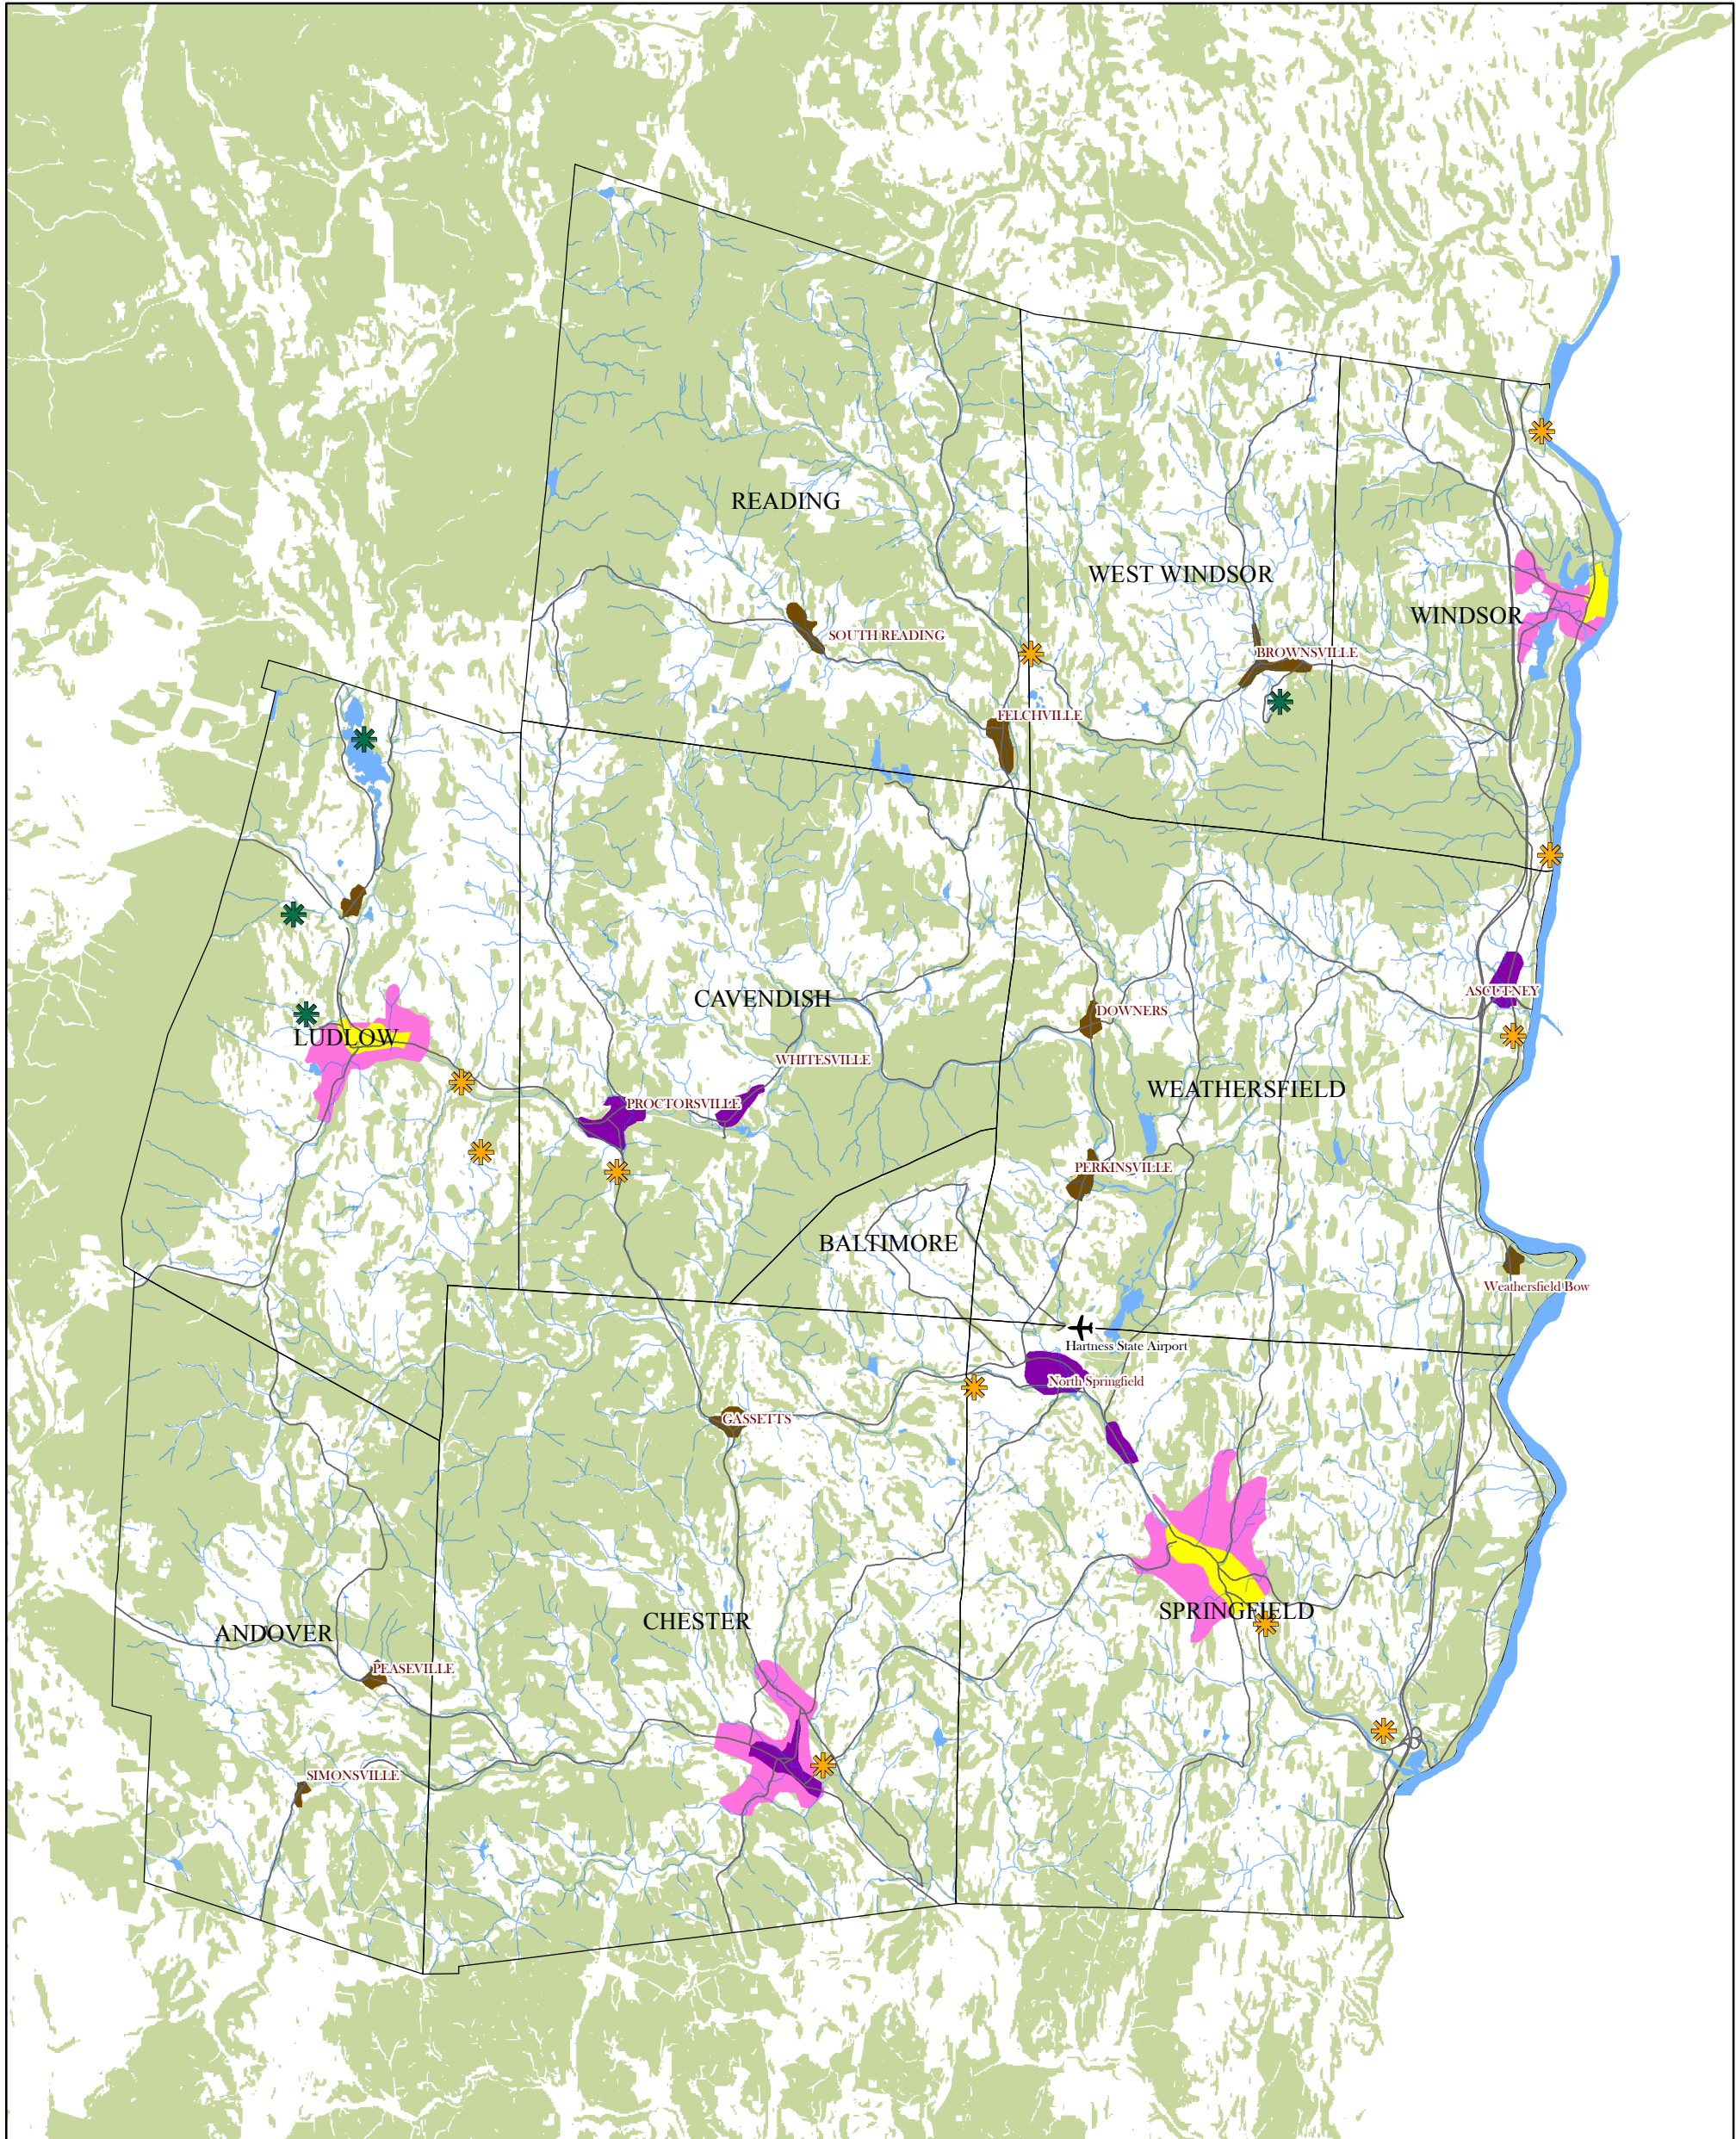 READING
WEST WINDSOR
WINDSOR
SOUTH READING
BROWNSVILLE
FELCHVILLE
CAVENDISH
ASCUTNEY
DOWNERS
LUDLOW
WHITESVILLE
WEATHERSFIELD
PROCTORSVILLE
PERKINSVILLE
BALTIMORE
Weathersfield Bow
Hartness State Airport
North Springfield
GASSETTS
SPRINGFIELD
CHESTER
ANDOVER
PEASEVILLE
SIMONSVILLE